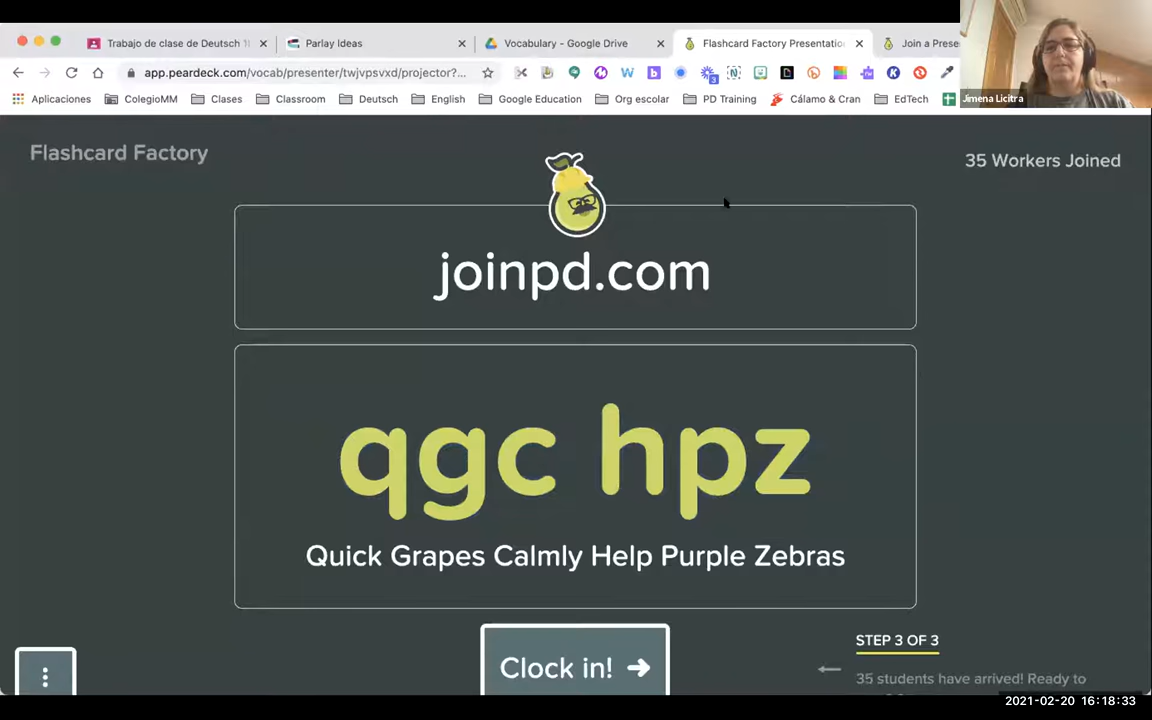 Trabajo de clase de Deutsch 1
Parlay Ideas
Vocabulary - Google Drive
Flashcard Factory Presentatio
Join a Prese
app.peardeck.com/vocab/presenter/twjvpsvxd/projector?...
Aplicaciones
ColegioMM
Clases
Classroom
Deutsch
English
Google Education
Org escolar
PD Training
Cálamo & Cran
EdTech
Jimena Licitra
Flashcard Factory
35 Workers Joined
joinpd.com
qgc hpz
Quick Grapes Calmly Help Purple Zebras
Clock in! →
STEP 3 OF 3
35 students have arrived! Ready to
2021-02-20 16:18:33